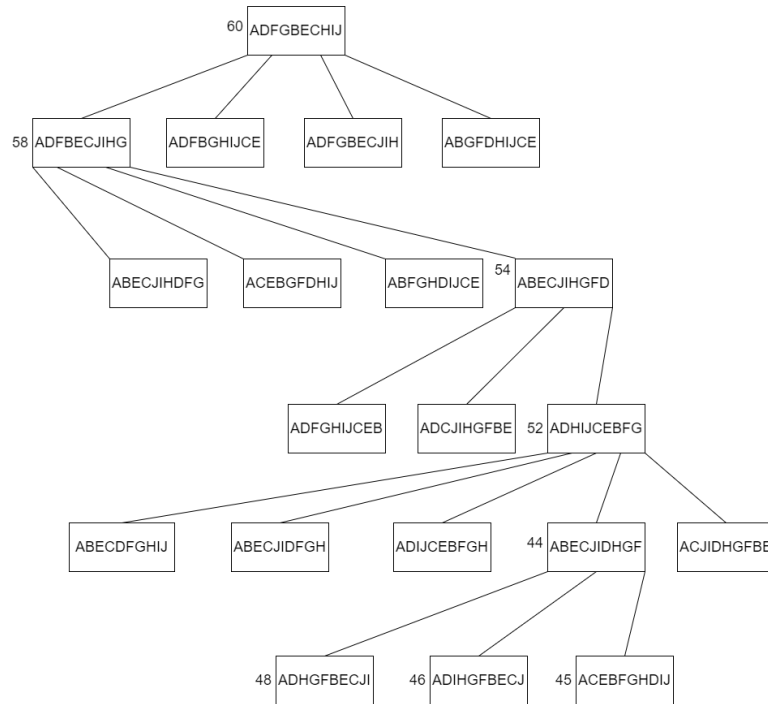 60 ADFGBECHIJ
58 ADFBECJIHG ADFBGHIJCE ADFGBECJIH ABGFDHIJCE
ABECJIHDFG ACEBGFDHIJ ABFGHDIJCE 54 ABECJIHGFD
ADFGHIJCEB ADCJIHGFBE 52 ADHIJCEBFG
ABECDFGHIJ ABECJIDFGH ADIJCEBFGH 44 ABECJIDHGF ACJIDHGFBE
48 ADHGFBECJI 46 ADIHGFBECJ 45 ACEBFGHDIJ